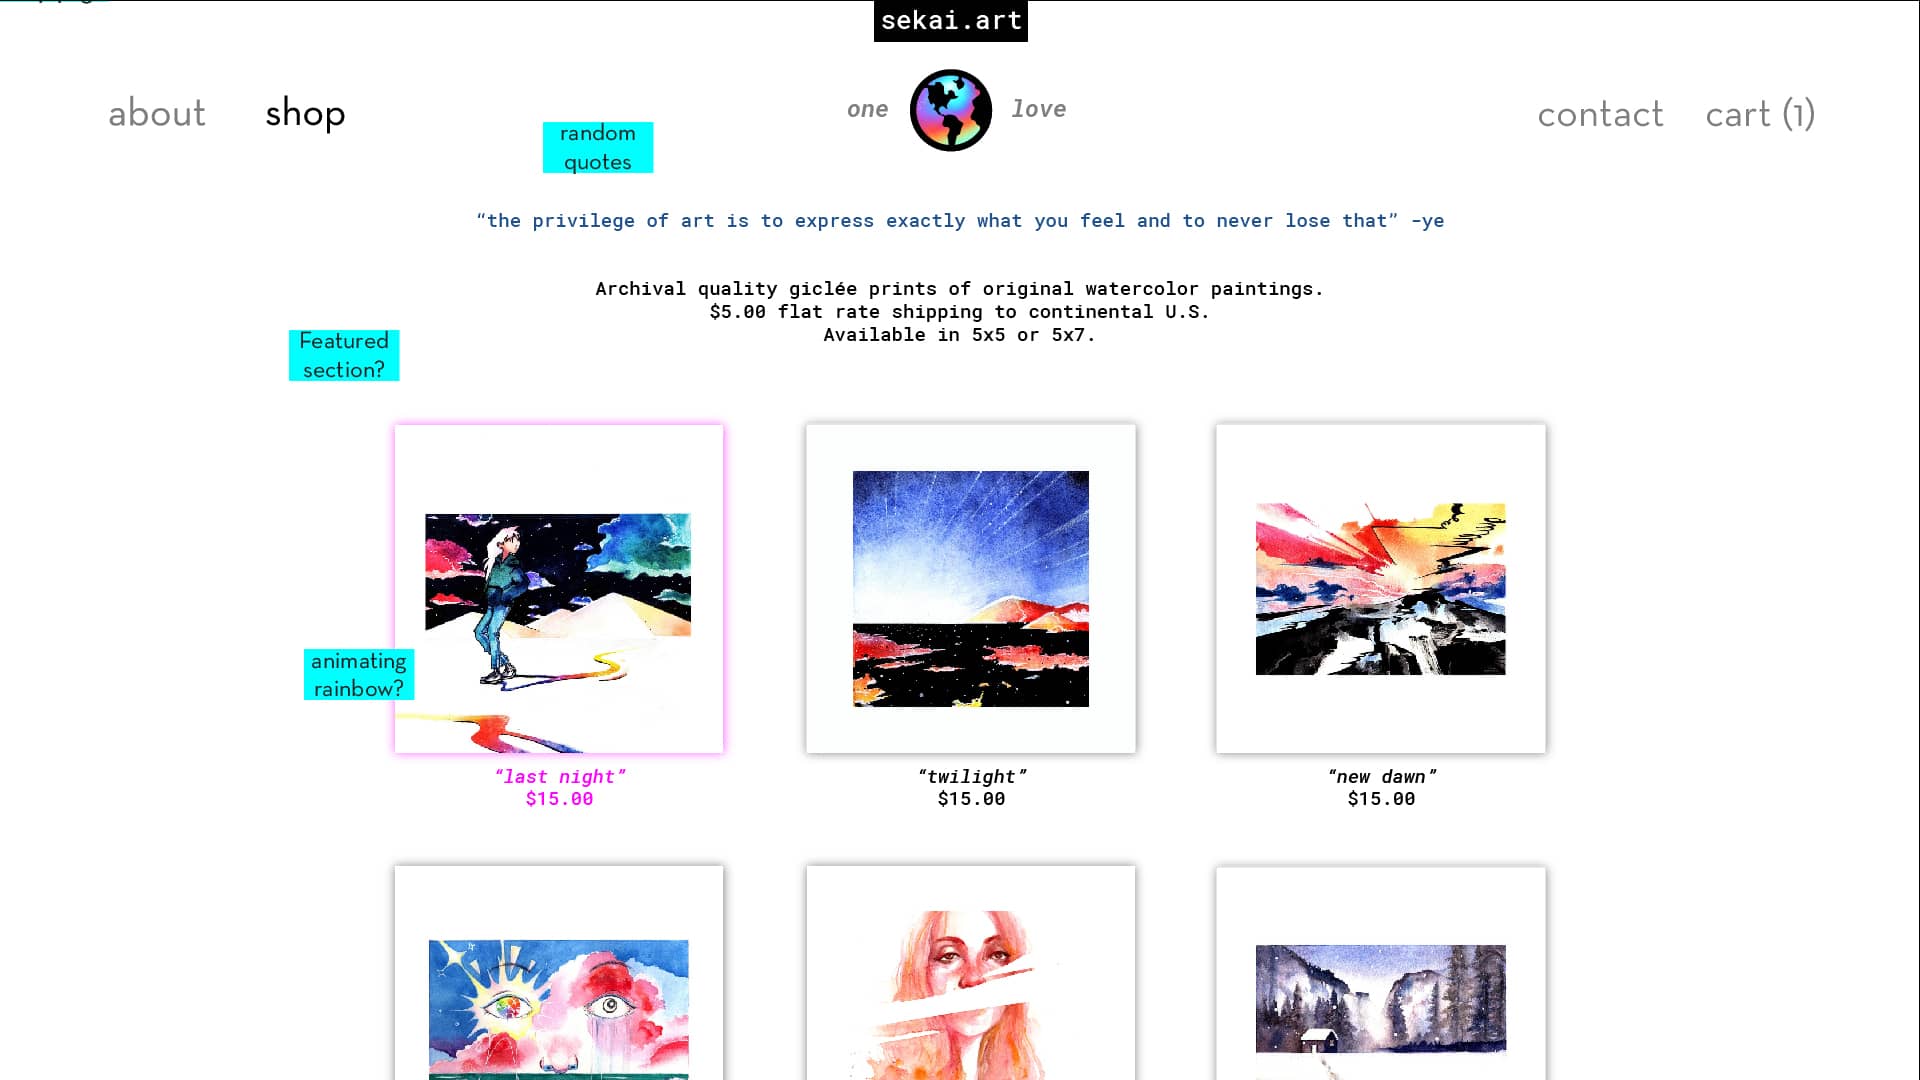 sekai.art
about shop one love contact cart (1)
random
quotes
“the privilege of art is to express exactly what you feel and to never lose that” -ye
Archival quality giclée prints of original watercolor paintings.
$5.00 flat rate shipping to continental U.S.
Available in 5x5 or 5x7.
Featured
section?
animating
rainbow?
“last night”
$15.00
“twilight”
$15.00
“new dawn”
$15.00